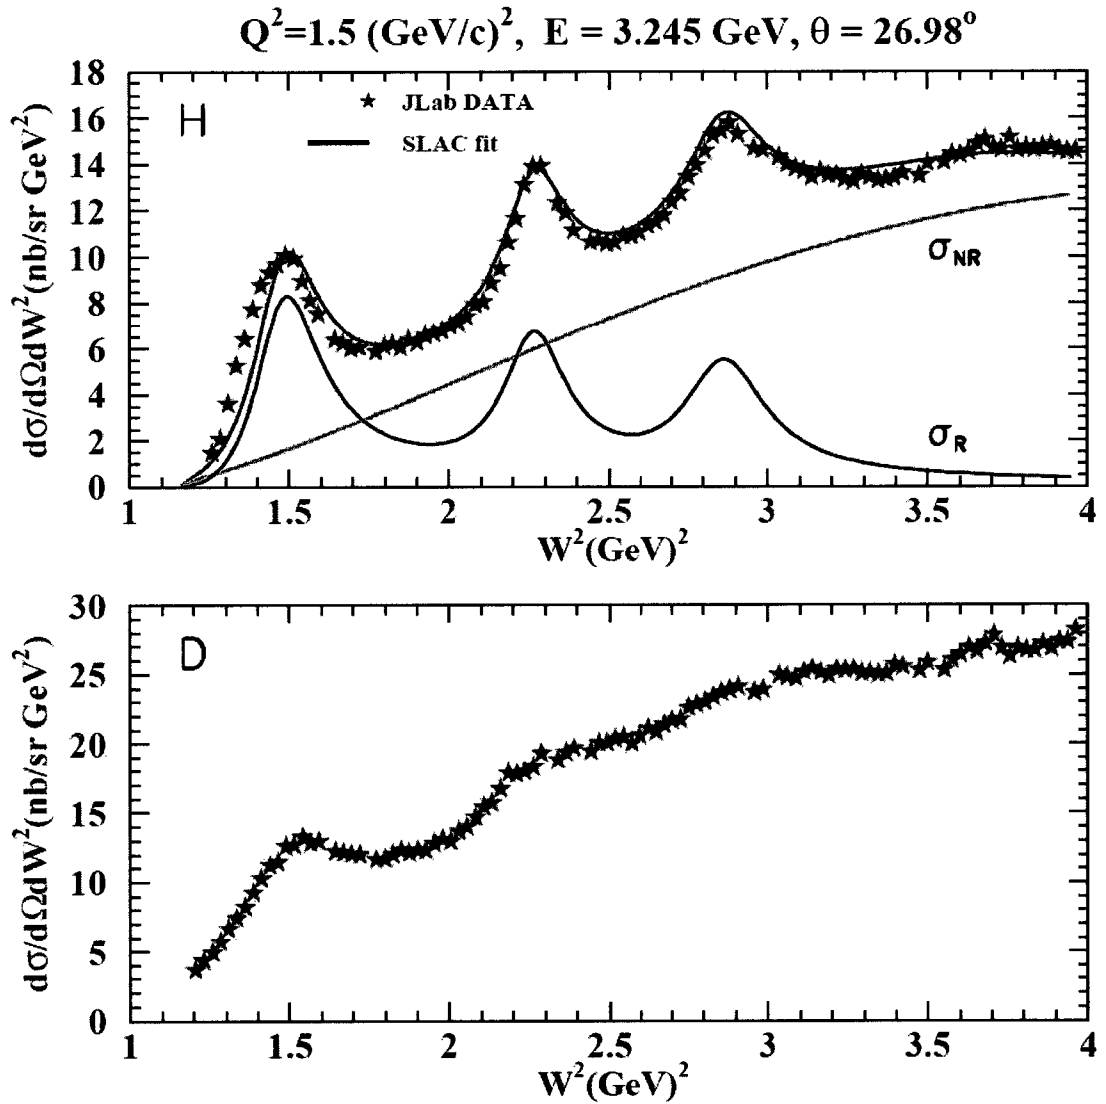 Q²=1.5 (GeV/c)², E = 3.245 GeV, θ = 26.98°
dσ/dΩdW²(nb/sr GeV²)
18
16
14
12
10
8
6
4
2
0
H
JLab DATA
SLAC fit
σNR
σR
1 1.5 2 2.5 3 3.5 4
W²(GeV)²
dσ/dΩdW²(nb/sr GeV²)
30
25
20
15
10
5
0
D
1 1.5 2 2.5 3 3.5 4
W²(GeV)²